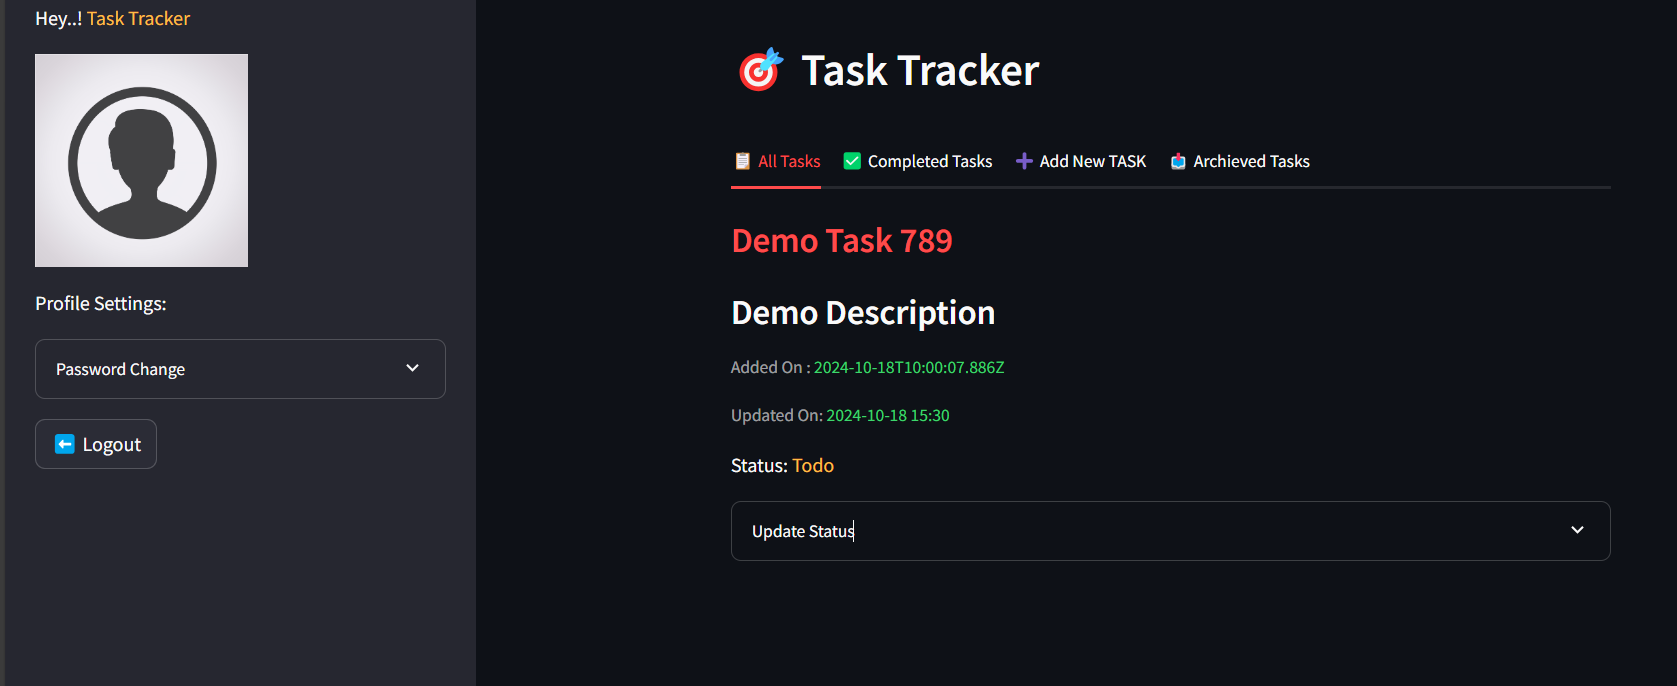 Hey..! Task Tracker
Profile Settings:
Password Change
Logout
Task Tracker
All Tasks
Completed Tasks
Add New TASK
Archieved Tasks
Demo Task 789
Demo Description
Added On : 2024-10-18T10:00:07.886Z
Updated On: 2024-10-18 15:30
Status: Todo
Update Status